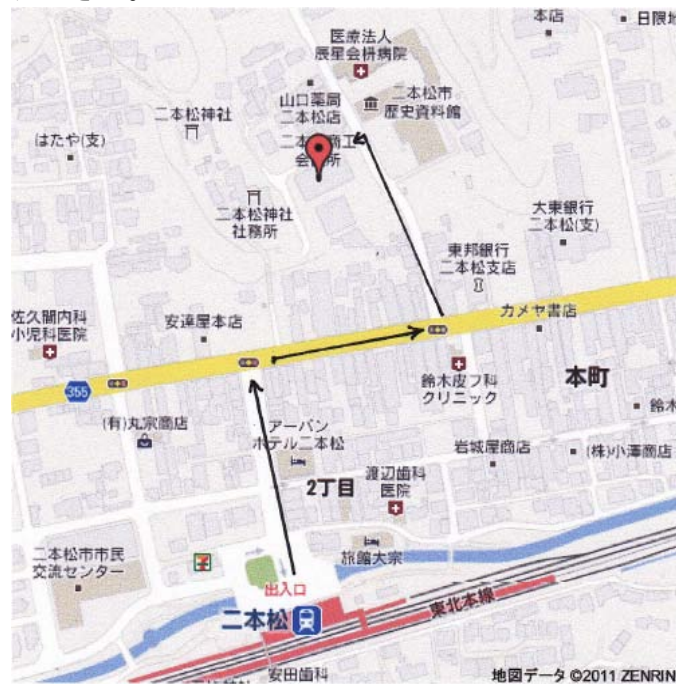 本店
日限地
医療法人
辰星会枡病院
山口薬局
二本松店
二本松市
歴史資料館
二本松神社
はたや(支)
二本松商工
会議所
二本松神社
社務所
大東銀行
二本松(支)
東邦銀行
二本松支店
カメヤ書店
佐久間内科
小児科医院
安達屋本店
355
鈴木皮フ科
クリニック
本町
鈴木
(有)丸宗商店
アーバン
ホテル二本松
岩城屋商店
(株)小澤商店
2丁目
渡辺歯科
医院
二本松市市民
交流センター
旅館大宗
出入口
二本松
東北本線
安田歯科
地図データ ©2011 ZENRIN